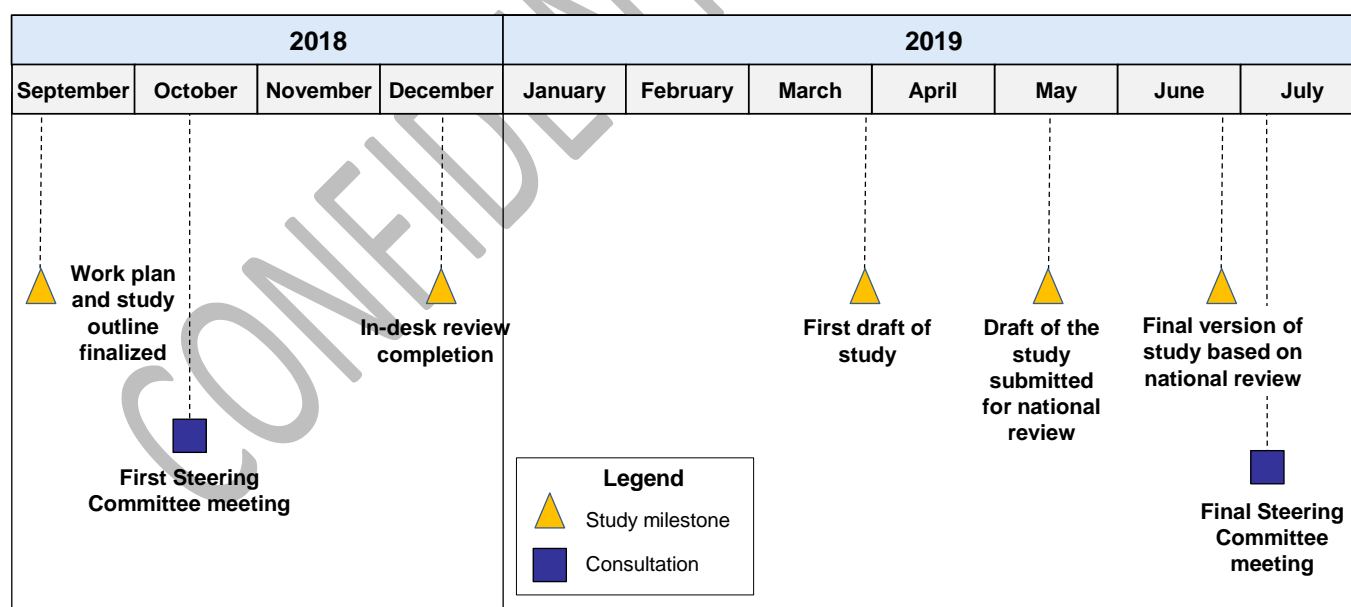 2018
2019
September
October
November
December
January
February
March
April
May
June
July
Work plan
and study
outline
finalized
In-desk review
completion
First draft of
study
Draft of the
study
submitted
for national
review
Final version of
study based on
national review
First Steering
Committee meeting
Final Steering
Committee
meeting
Legend
Study milestone
Consultation
CONFIDE